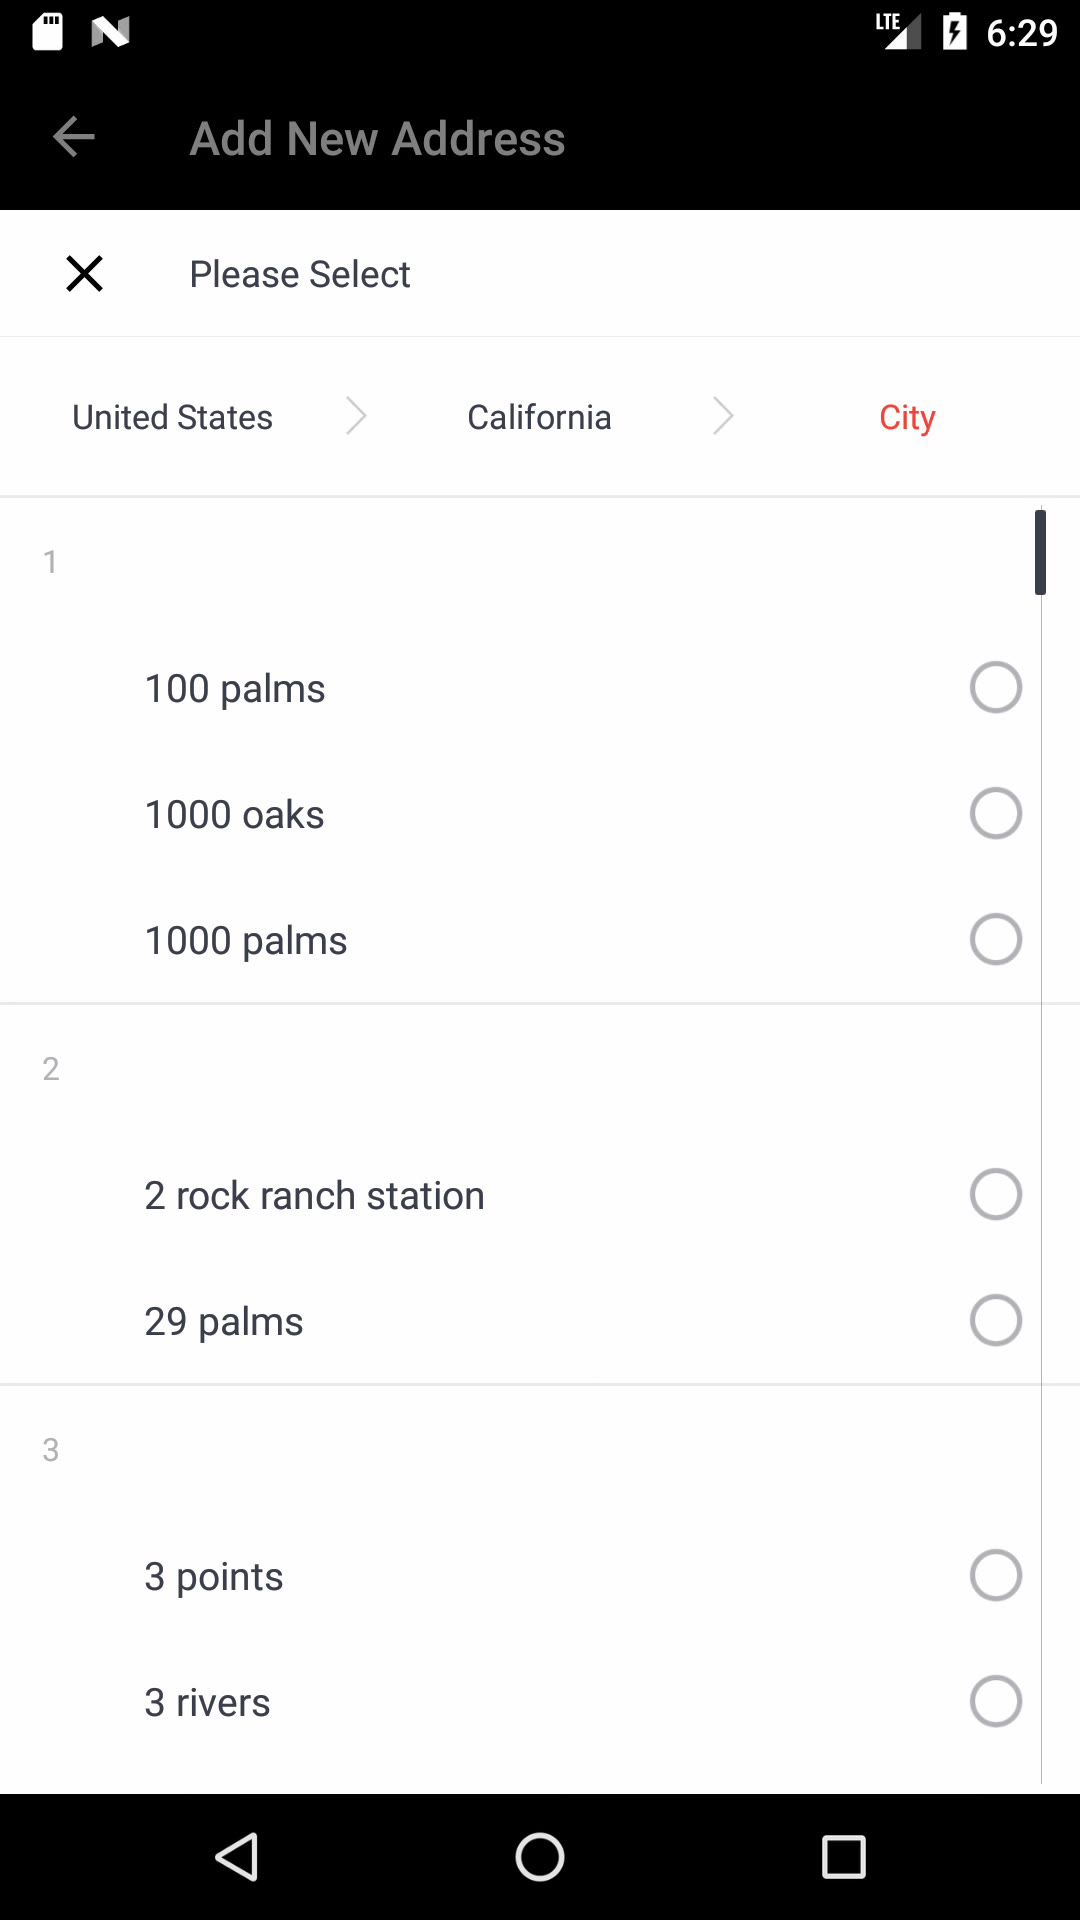 LTE 6:29
Add New Address
Please Select
United States California City
1
100 palms
1000 oaks
1000 palms
2
2 rock ranch station
29 palms
3
3 points
3 rivers